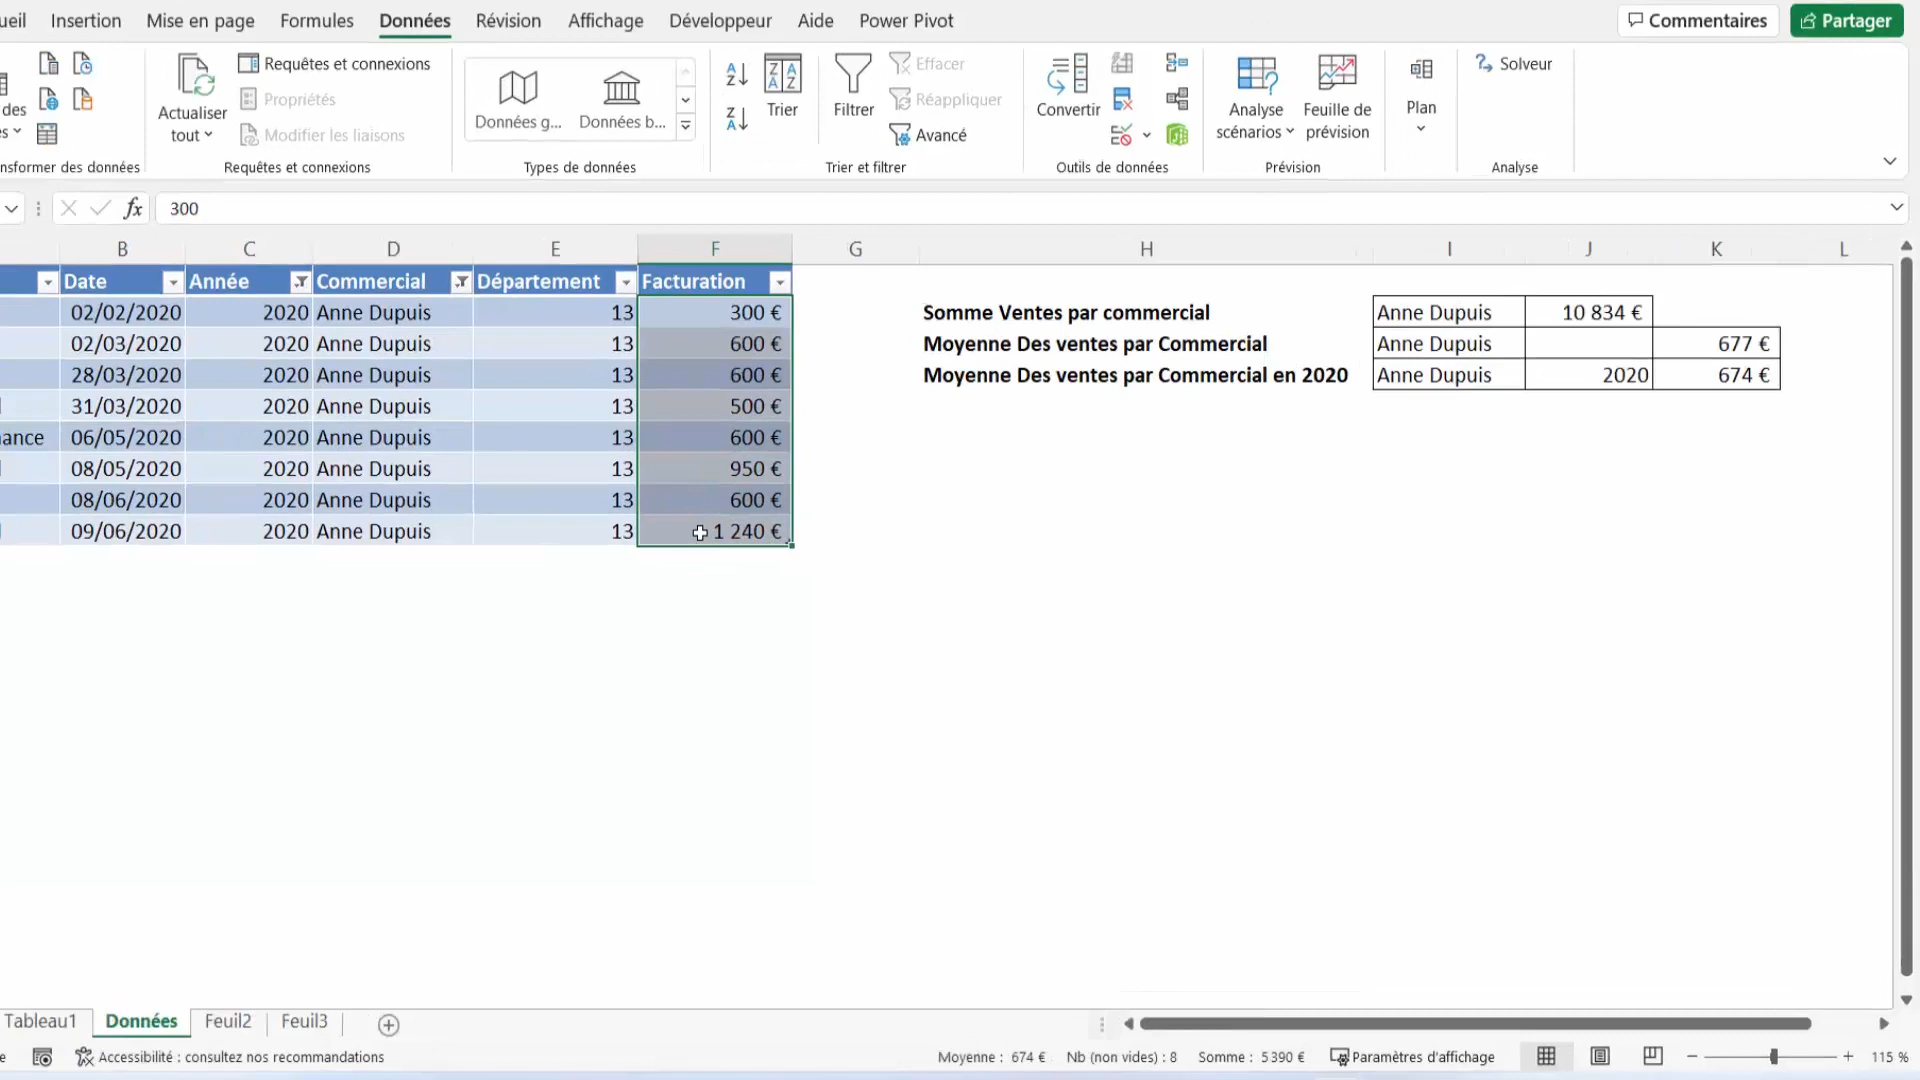 ueil Insertion Mise en page Formules Données Révision Affichage Développeur Aide Power Pivot Commentaires Partager
des
Actualiser tout
Requêtes et connexions
Propriétés
Modifier les liaisons
Données g...
Données b...
Trier
Filtrer
Effacer
Réappliquer
Avancé
Convertir
Analyse scénarios
Feuille de prévision
Plan
Solveur
nsformer des données Requêtes et connexions Types de données Trier et filtrer Outils de données Prévision Analyse
fx 300
B C D E F G H I J K L
Date Année Commercial Département Facturation
02/02/2020 2020 Anne Dupuis 13 300 € Somme Ventes par commercial Anne Dupuis 10 834 €
02/03/2020 2020 Anne Dupuis 13 600 € Moyenne Des ventes par Commercial Anne Dupuis 677 €
28/03/2020 2020 Anne Dupuis 13 600 € Moyenne Des ventes par Commercial en 2020 Anne Dupuis 2020 674 €
31/03/2020 2020 Anne Dupuis 13 500 €
ance 06/05/2020 2020 Anne Dupuis 13 600 €
08/05/2020 2020 Anne Dupuis 13 950 €
08/06/2020 2020 Anne Dupuis 13 600 €
09/06/2020 2020 Anne Dupuis 13 1 240 €
Tableau1 Données Feuil2 Feuil3
Accessibilité : consultez nos recommandations Moyenne : 674 € Nb (non vides) : 8 Somme : 5 390 € Paramètres d'affichage 115 %